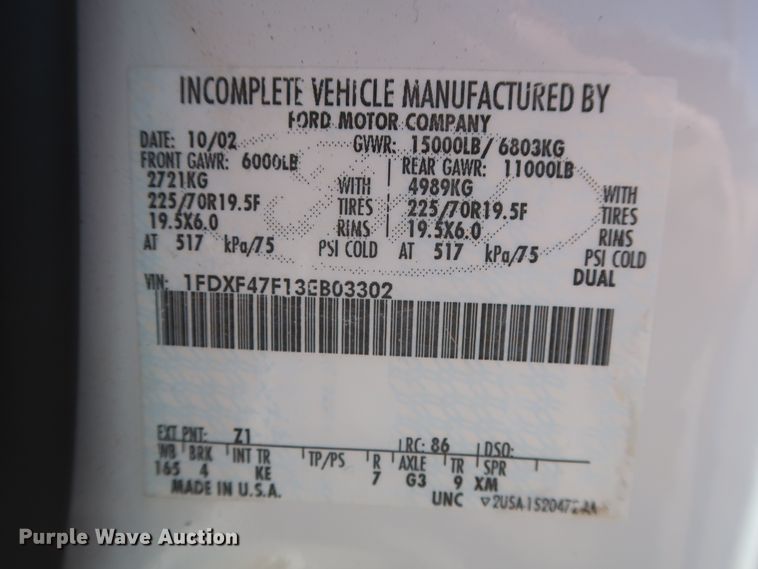 INCOMPLETE VEHICLE MANUFACTURED BY
FORD MOTOR COMPANY
DATE: 10/02 GVWR: 15000LB/ 6803KG
FRONT GAWR: 6000LB REAR GAWR: 11000LB
2721KG WITH 4989KG WITH
225/70R19.5F TIRES 225/70R19.5F TIRES
19.5X6.0 RIMS 19.5X6.0 RIMS
AT 517 kPa/75 PSI COLD AT 517 kPa/75 PSI COLD
DUAL
VIN: 1FDXF47F13EB03302
EXT PNT: Z1 RC: 86 DSO:
WB BRK INT TR TP/PS R AXLE TR SPR
165 4 KE 7 G3 9 XM
MADE IN U.S.A. UNC
Purple Wave Auction